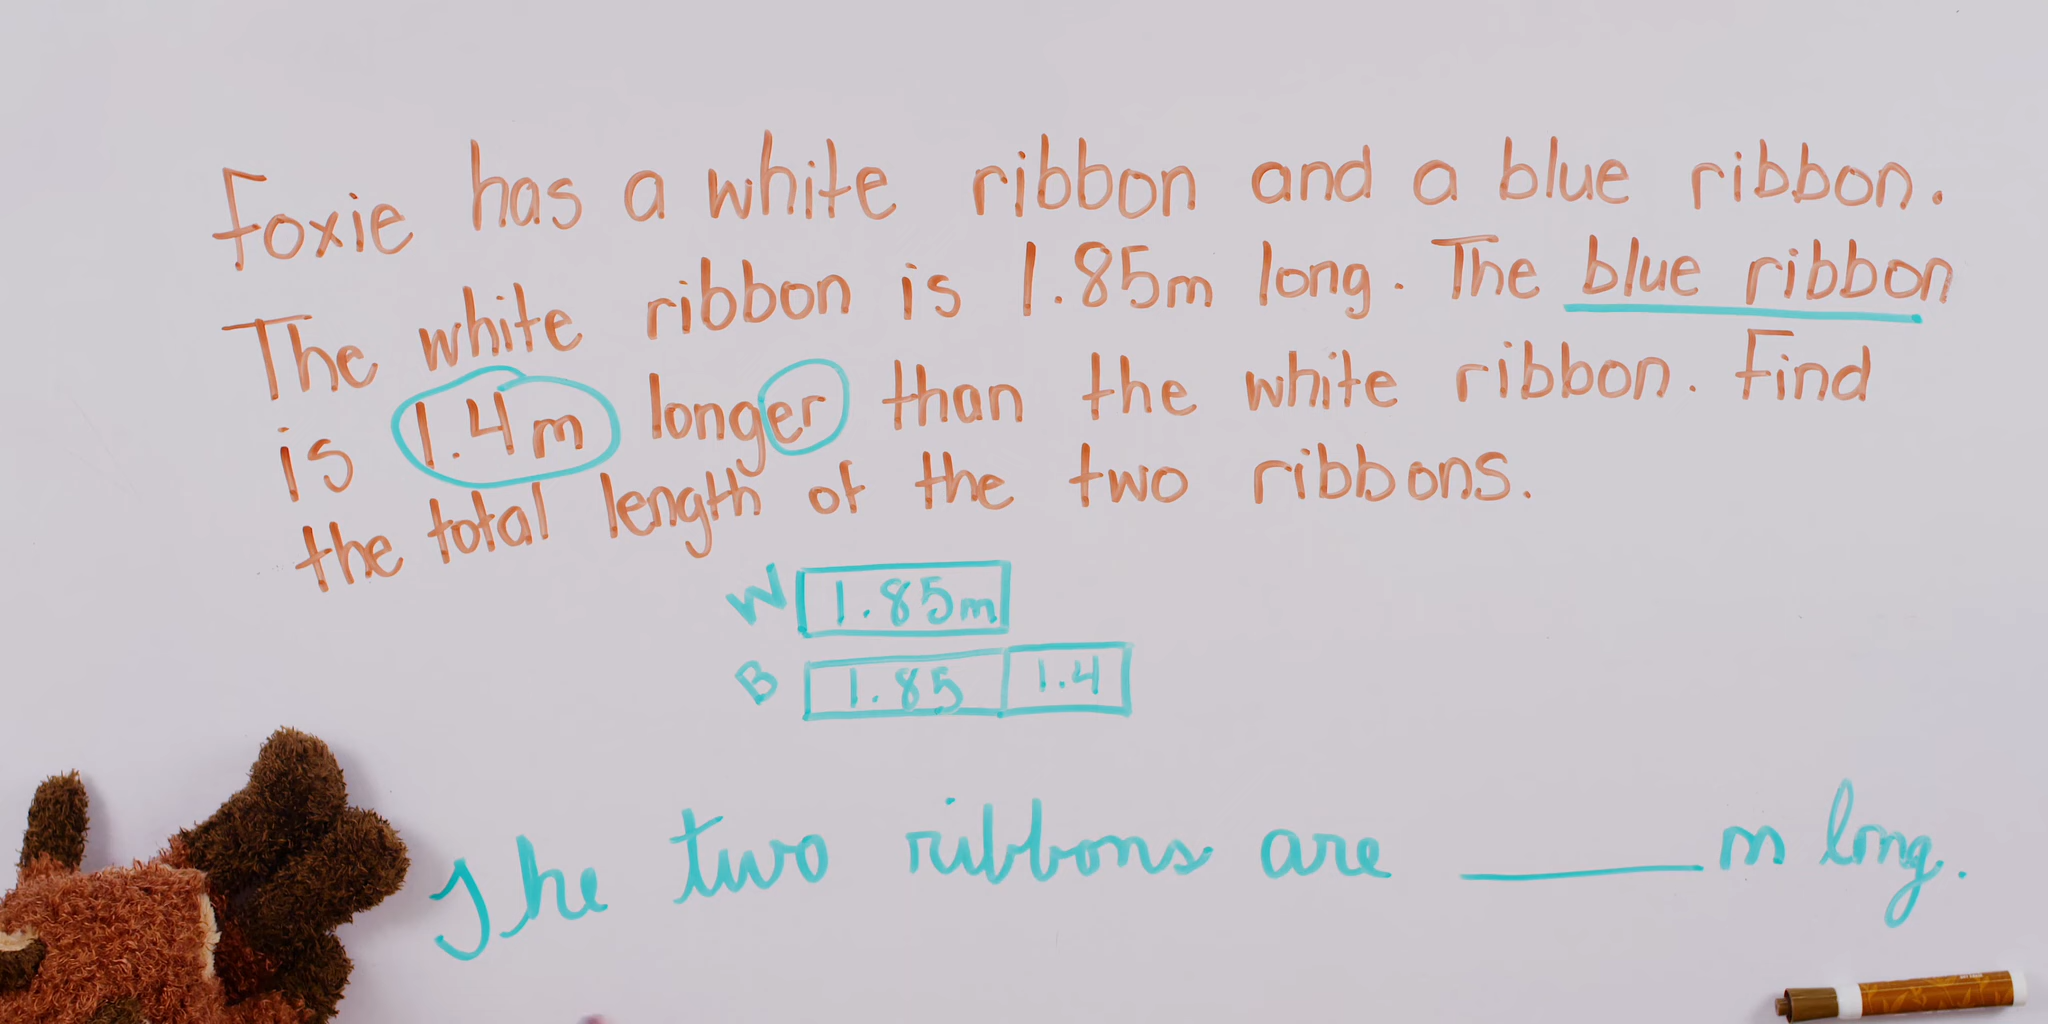 Foxie has a white ribbon and a blue ribbon.
The white ribbon is 1.85m long. The blue ribbon
is 1.4m longer than the white ribbon. Find
the total length of the two ribbons.
W 1.85m
B 1.85 1.4
The two ribbons are ______ m long.